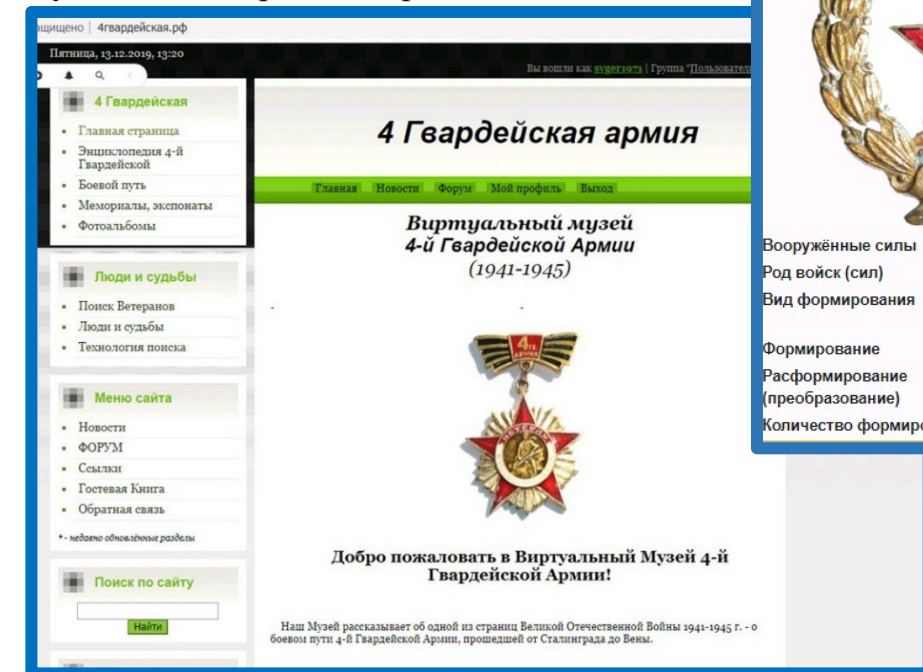 4гвардейская.рф
Пятница, 13.12.2019, 13:20
Вы вошли как syger1971 | Группа
4 Гвардейская
Главная страница
Энциклопедия 4-й
Гвардейской
Боевой путь
Мемориалы, экспонаты
Фотоальбомы
Люди и судьбы
Поиск Ветеранов
Люди и судьбы
Технология поиска
Меню сайта
Новости
ФОРУМ
Ссылки
Гостевая Книга
Обратная связь
* - недавно обновлённые разделы
Поиск по сайту
Найти
4 Гвардейская армия
Главная Новости Форум Мой профиль Выход
Виртуальный музей
4-й Гвардейской Армии
(1941-1945)
ВЕТЕРАН
Добро пожаловать в Виртуальный Музей 4-й
Гвардейской Армии!
Наш Музей рассказывает об одной из страниц Великой Отечественной Войны 1941-1945 г. - о
боевом пути 4-й Гвардейской Армии, прошедшей от Сталинграда до Вены.
Вооружённые силы
Род войск (сил)
Вид формирования
Формирование
Расформирование
(преобразование)
Количество